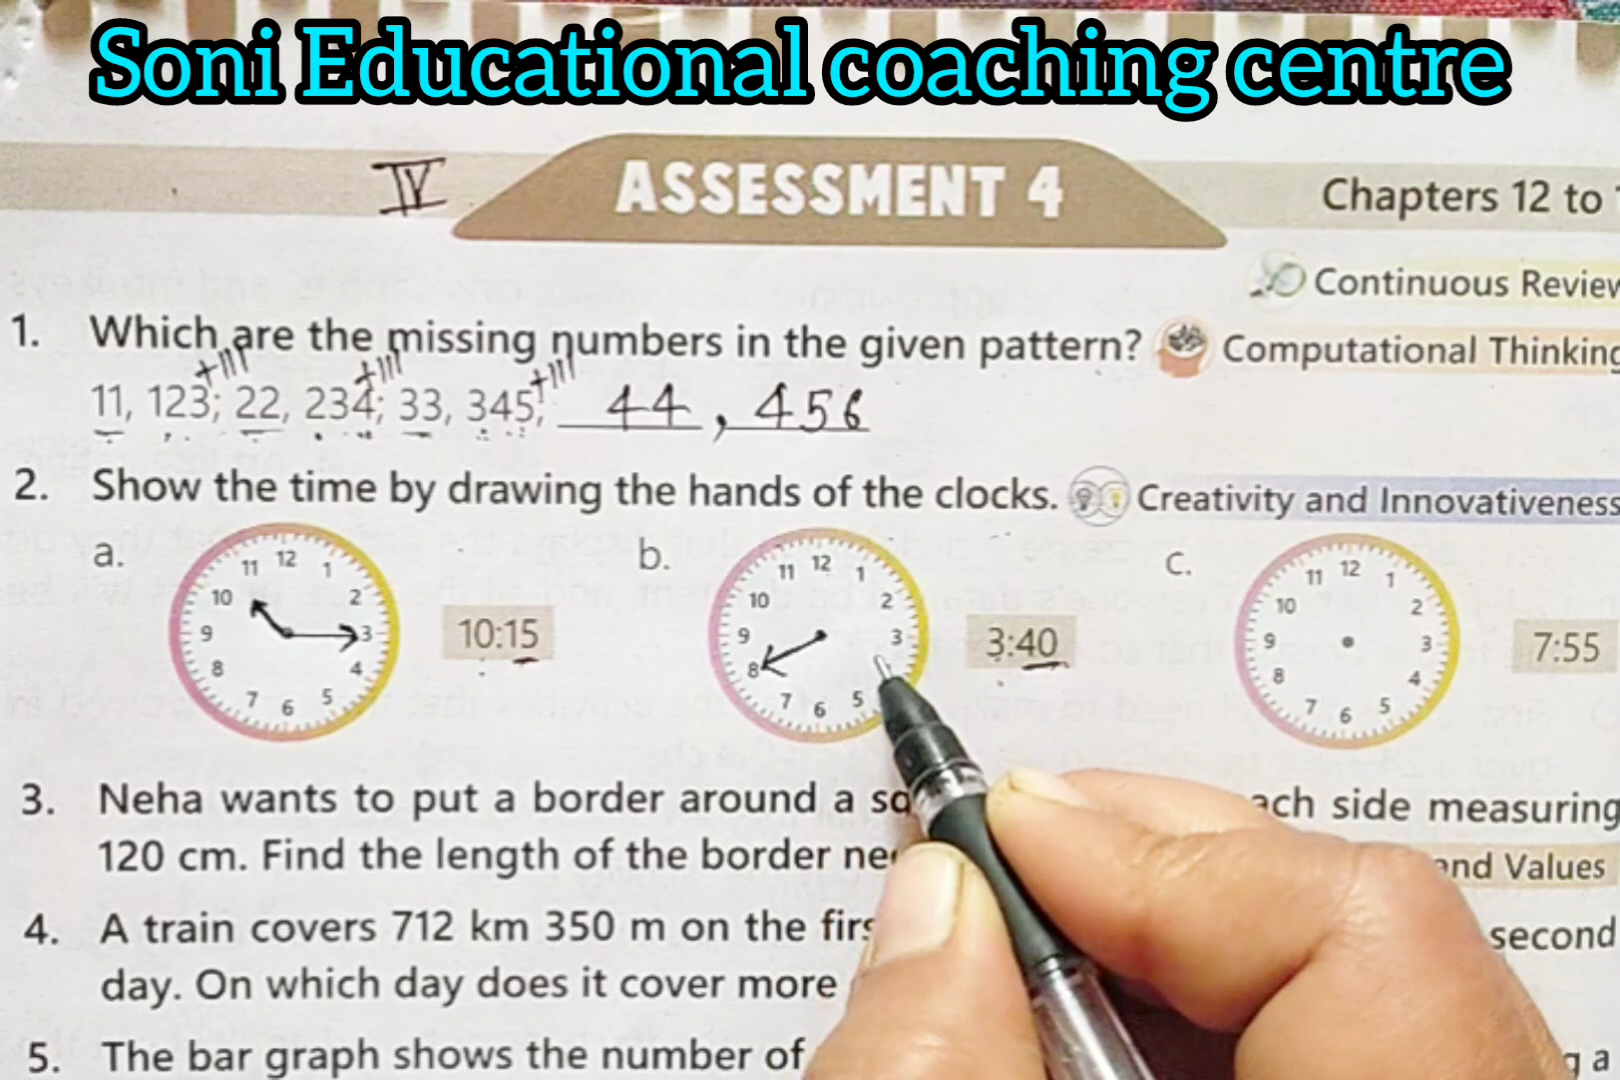 Soni Educational coaching centre
IV
ASSESSMENT 4
Chapters 12 to
Continuous Review
1. Which are the missing numbers in the given pattern?
Computational Thinking
+111 +111 +111
11, 123; 22, 234; 33, 345; 44, 456
2. Show the time by drawing the hands of the clocks.
Creativity and Innovativeness
a. 12 1 2 3 4 5 6 7 8 9 10 11 10:15
b. 12 1 2 3 5 6 7 8 9 10 11 3:40
c. 12 1 2 3 4 5 6 7 8 9 10 11 7:55
3. Neha wants to put a border around a each side measuring
120 cm. Find the length of the border and Values
4. A train covers 712 km 350 m on the first second
day. On which day does it cover more
5. The bar graph shows the number of a